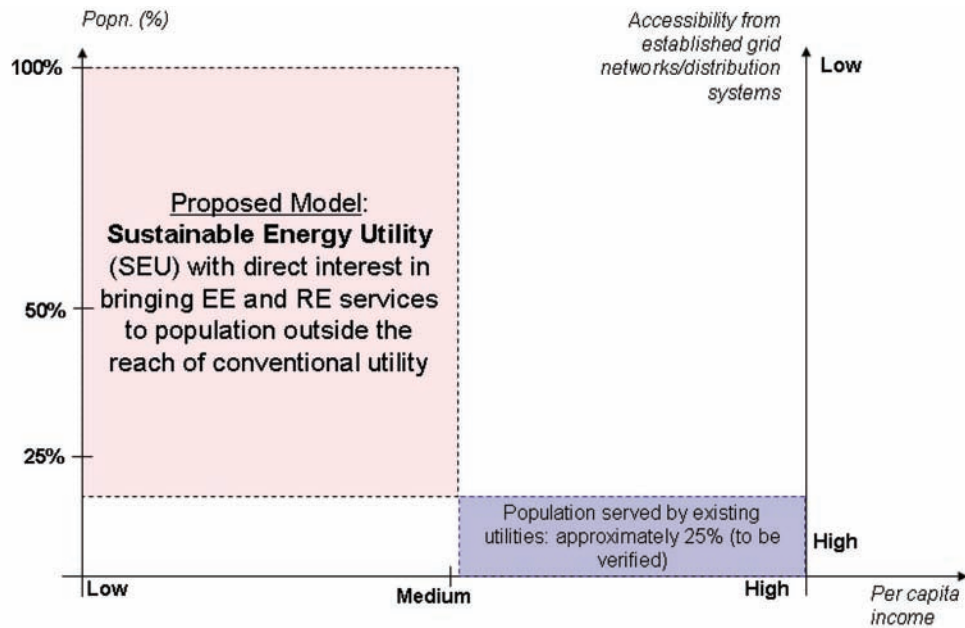 Popn. (%)
Accessibility from
established grid
networks/distribution
systems
100%
Low
Proposed Model:
Sustainable Energy Utility
(SEU) with direct interest in
bringing EE and RE services
to population outside the
reach of conventional utility
50%
25%
Population served by existing
utilities: approximately 25% (to be
verified)
High
Low
Medium
High
Per capita
income